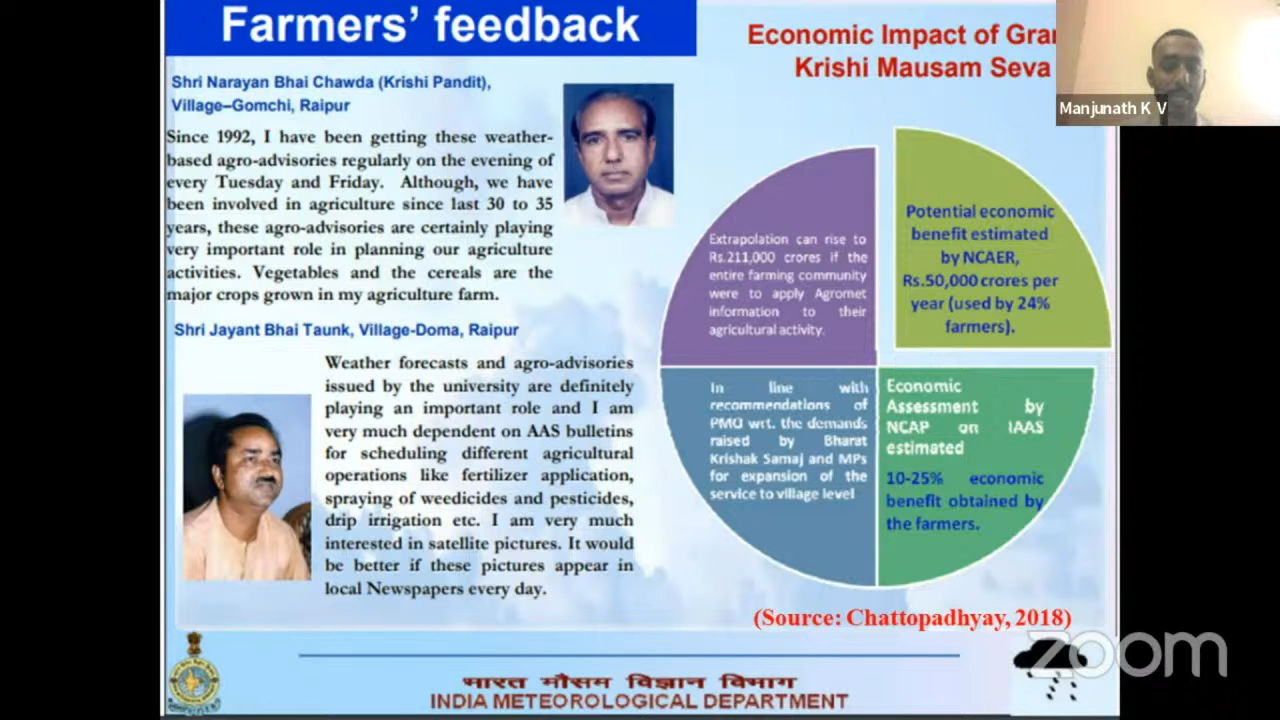 Farmers' feedback
Shri Narayan Bhai Chawda (Krishi Pandit),
Village–Gomchi, Raipur
Since 1992, I have been getting these weather-
based agro-advisories regularly on the evening of
every Tuesday and Friday. Although, we have
been involved in agriculture since last 30 to 35
years, these agro-advisories are certainly playing
very important role in planning our agriculture
activities. Vegetables and the cereals are the
major crops grown in my agriculture farm.
Shri Jayant Bhai Taunk, Village-Doma, Raipur
Weather forecasts and agro-advisories
issued by the university are definitely
playing an important role and I am
very much dependent on AAS bulletins
for scheduling different agricultural
operations like fertilizer application,
spraying of weedicides and pesticides,
drip irrigation etc. I am very much
interested in satellite pictures. It would
be better if these pictures appear in
local Newspapers every day.
Economic Impact of Gra
Krishi Mausam Seva
Manjunath K V
Extrapolation can rise to
Rs.211,000 crores if the
entire farming community
were to apply Agromet
information to their
agricultural activity.
Potential economic
benefit estimated
by NCAER,
Rs.50,000 crores per
year (used by 24%
farmers).
In line with
recommendations of
PMO wrt. the demands
raised by Bharat
Krishak Samaj and MPs
for expansion of the
service to village level
Economic
Assessment by
NCAP on IAAS
estimated
10-25% economic
benefit obtained by
the farmers.
(Source: Chattopadhyay, 2018)
zoom
भारत मौसम विज्ञान विभाग
INDIA METEOROLOGICAL DEPARTMENT